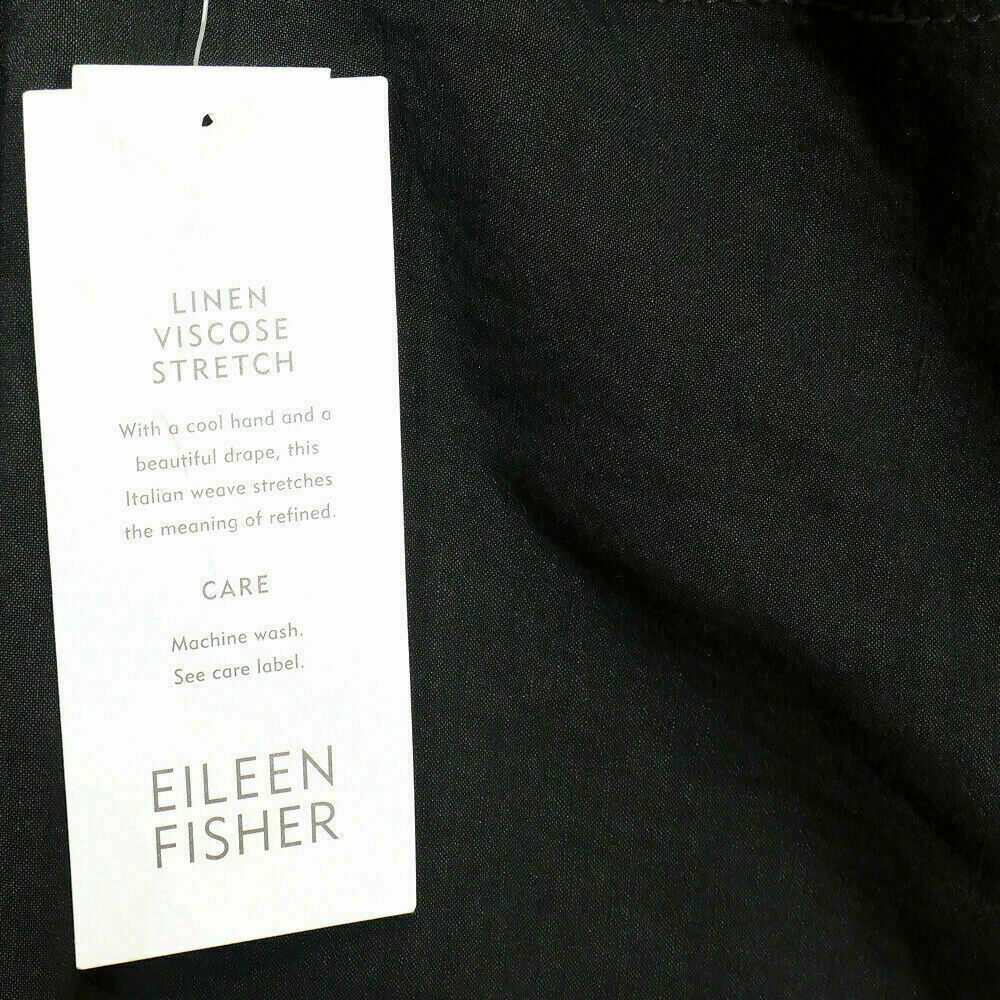 LINEN
VISCOSE
STRETCH
With a cool hand and a
beautiful drape, this
Italian weave stretches
the meaning of refined.
CARE
Machine wash.
See care label.
EILEEN
FISHER